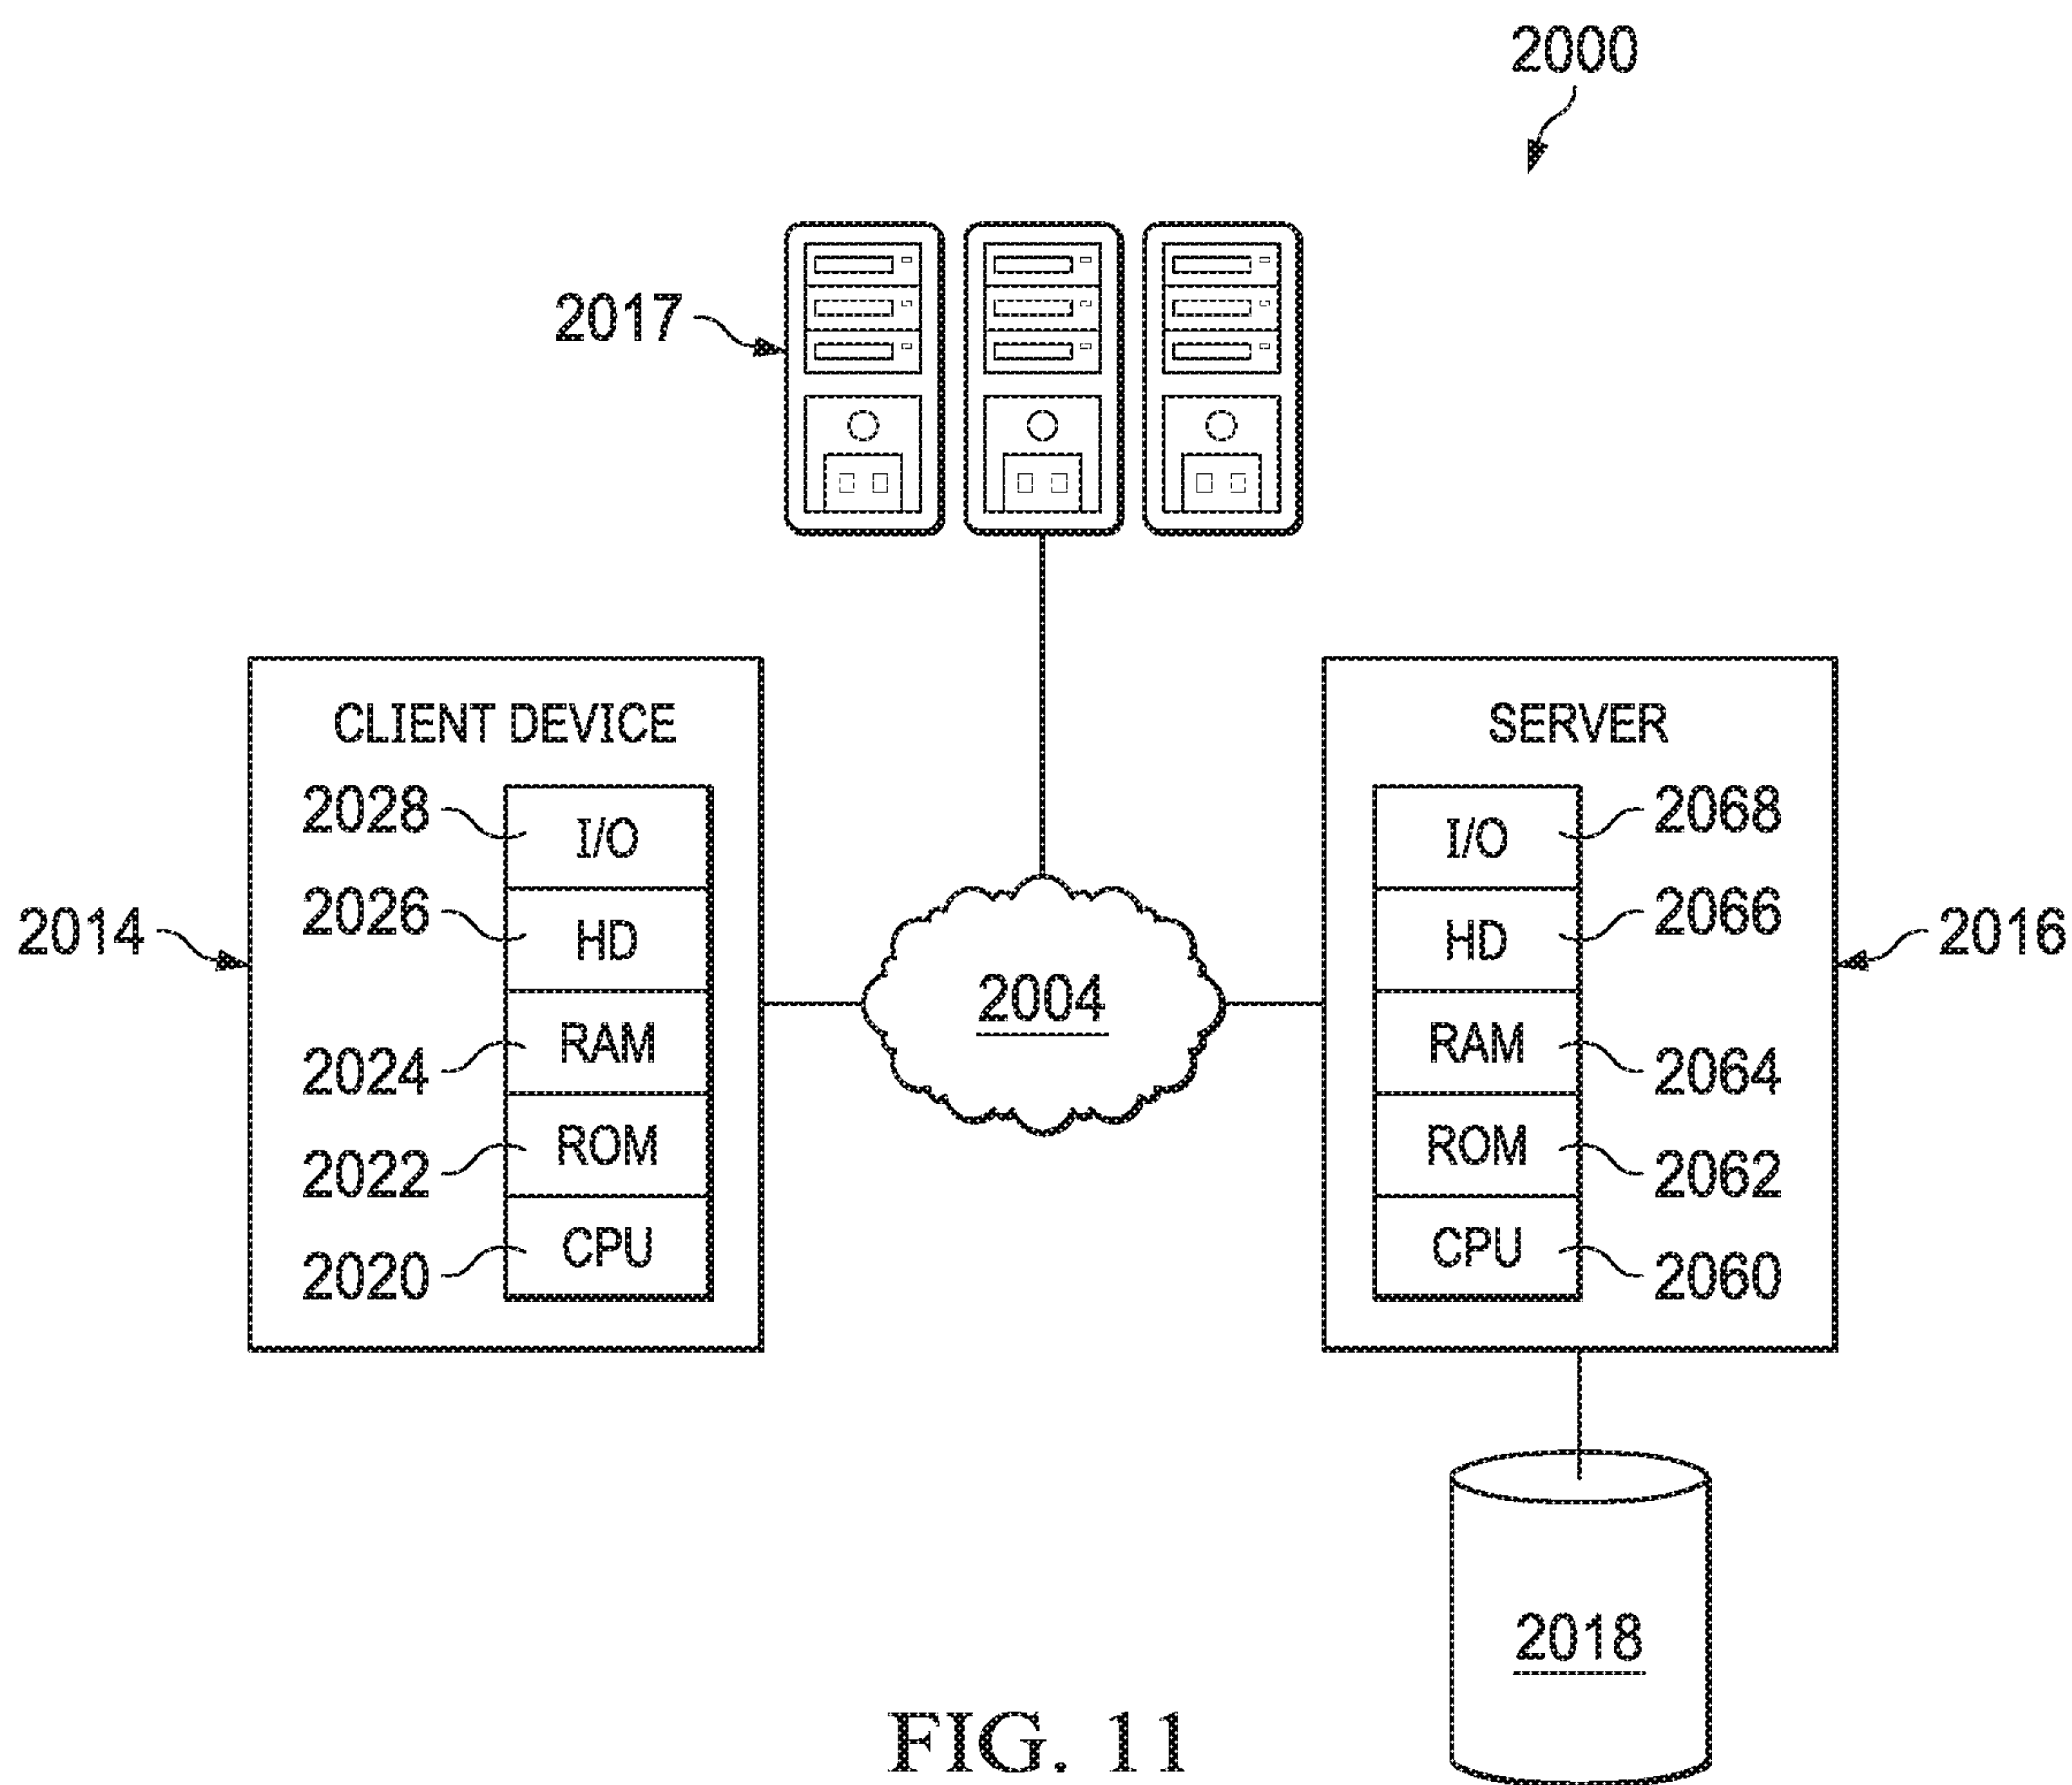 2000
2017
CLIENT DEVICE
SERVER
2028 I/O
I/O 2068
2026 HD
HD 2066
2014
2016
2004
2024 RAM
RAM 2064
2022 ROM
ROM 2062
2020 CPU
CPU 2060
2018
FIG. 11